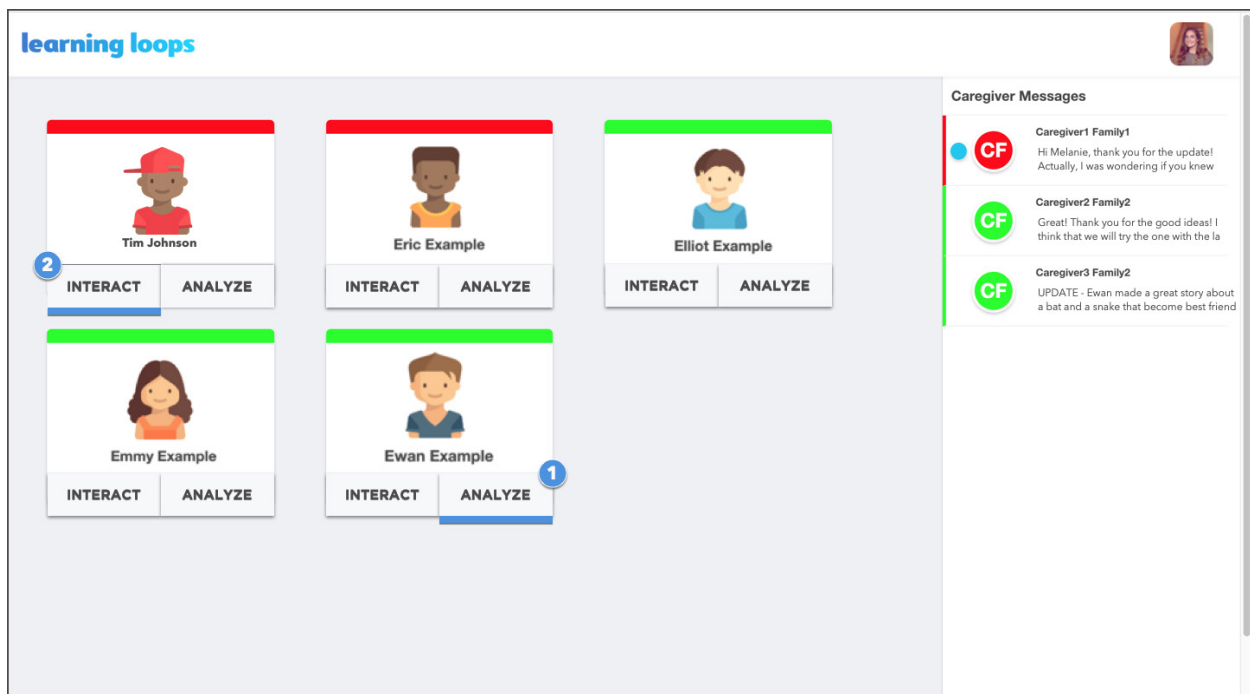 learning loops
Tim Johnson
2
INTERACT
ANALYZE
Eric Example
INTERACT
ANALYZE
Elliot Example
INTERACT
ANALYZE
Emmy Example
INTERACT
ANALYZE
Ewan Example
1
INTERACT
ANALYZE
Caregiver Messages
CF
Caregiver1 Family1
Hi Melanie, thank you for the update!
Actually, I was wondering if you knew
CF
Caregiver2 Family2
Great! Thank you for the good ideas! I
think that we will try the one with the la
CF
Caregiver3 Family2
UPDATE - Ewan made a great story about
a bat and a snake that become best friend